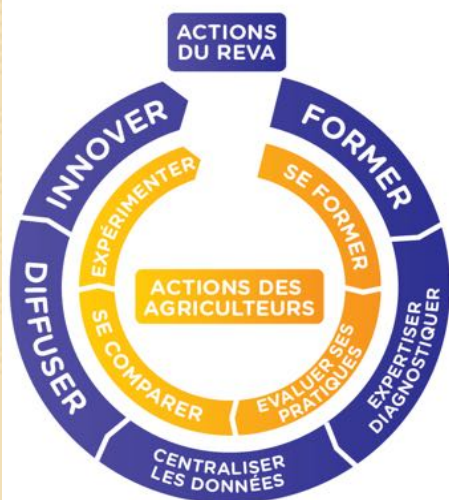 ACTIONS
DU REVA
FORMER
EXPERTISER
DIAGNOSTIQUER
CENTRALISER
LES DONNÉES
DIFFUSER
INNOVER
ACTIONS DES
AGRICULTEURS
SE FORMER
EVALUER SES
PRATIQUES
SE COMPARER
EXPÉRIMENTER